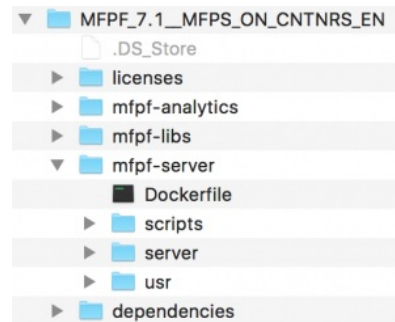 MFPF_7.1__MFPS_ON_CNTNRS_EN
.DS_Store
licenses
mfpf-analytics
mfpf-libs
mfpf-server
Dockerfile
scripts
server
usr
dependencies